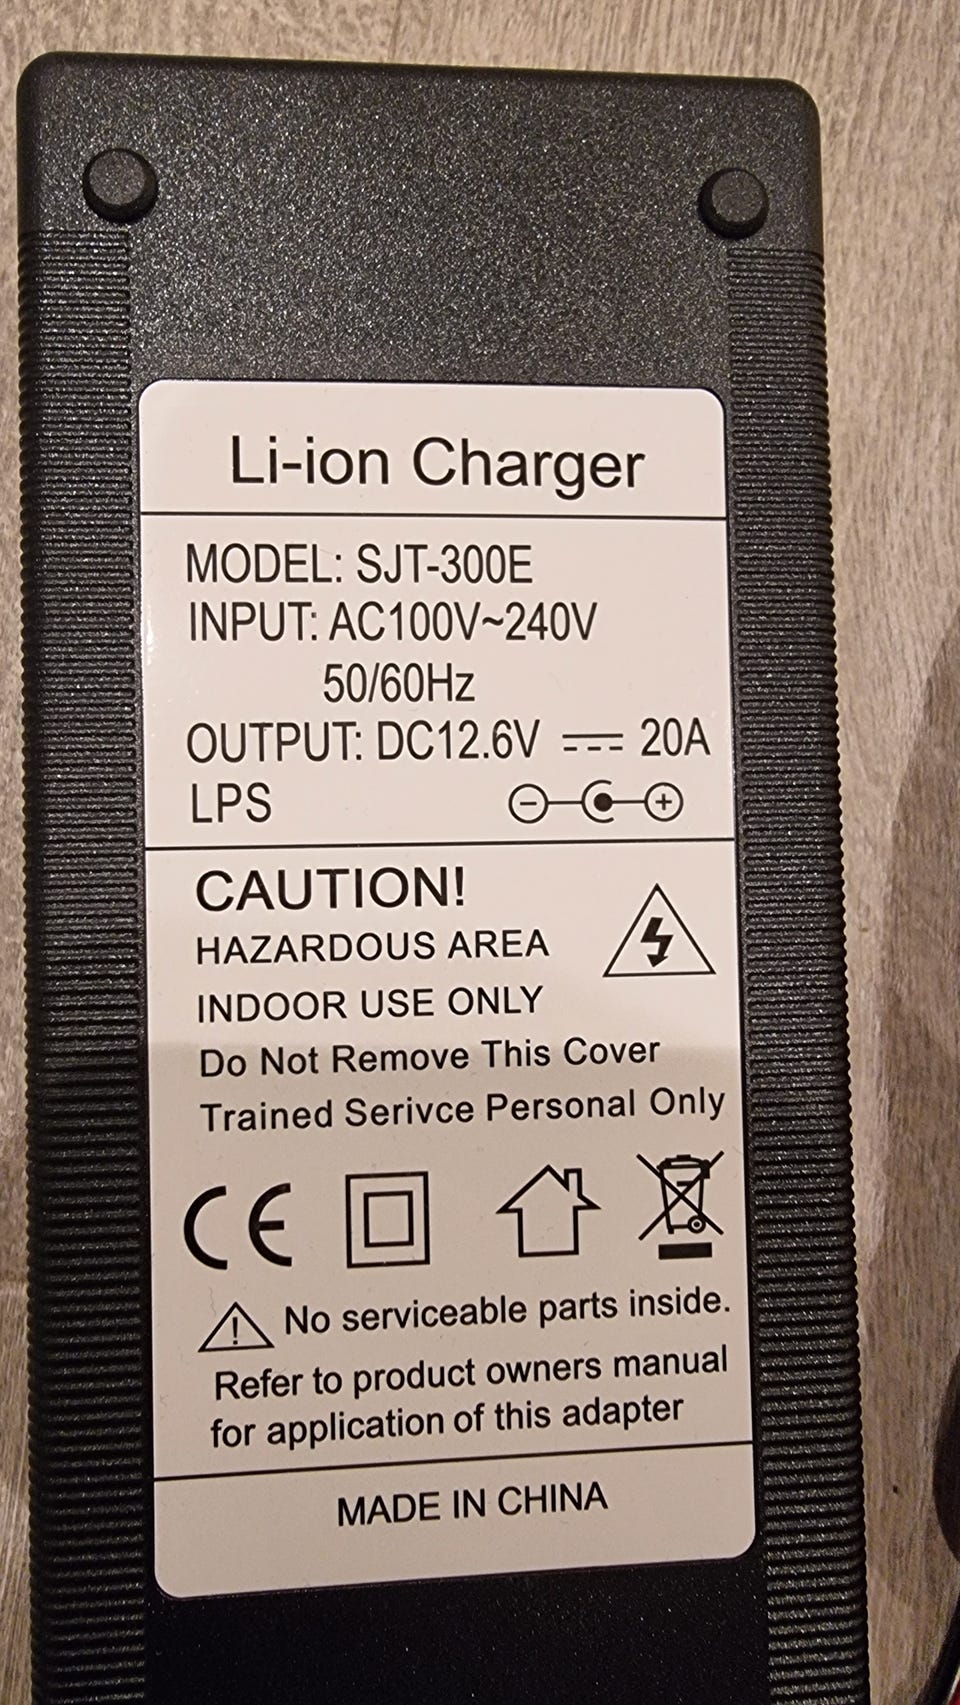 Li-ion Charger
MODEL: SJT-300E
INPUT: AC100V~240V
50/60Hz
OUTPUT: DC12.6V ⎓ 20A
LPS
CAUTION!
HAZARDOUS AREA
INDOOR USE ONLY
Do Not Remove This Cover
Trained Serivce Personal Only
CE
No serviceable parts inside.
Refer to product owners manual
for application of this adapter
MADE IN CHINA